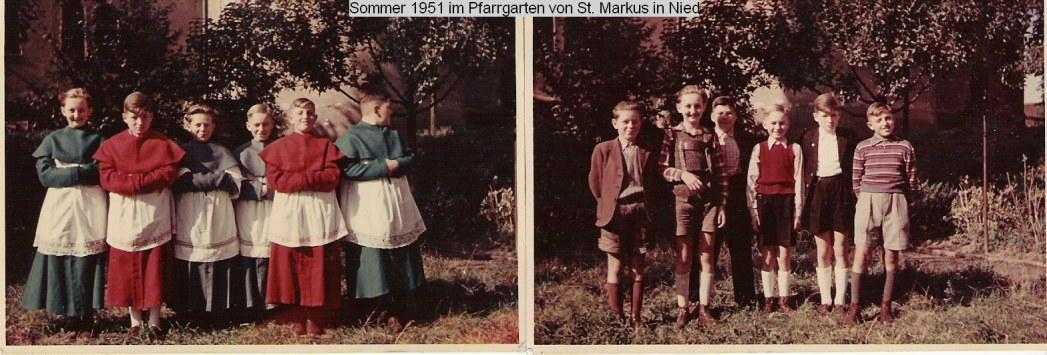 Sommer 1951 im Pfarrgarten von St. Markus in Nied